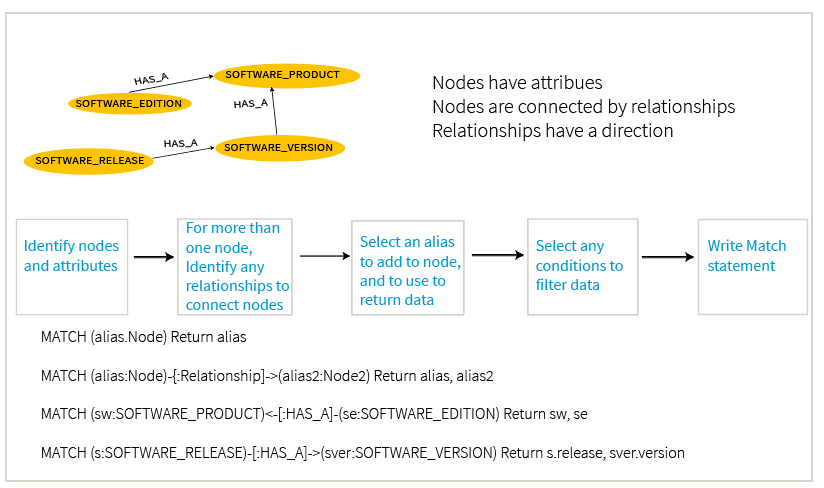 HAS_A
SOFTWARE_PRODUCT
SOFTWARE_EDITION
HAS_A
HAS_A
SOFTWARE_VERSION
SOFTWARE_RELEASE
Nodes have attribues
Nodes are connected by relationships
Relationships have a direction
Identify nodes
and attributes
For more than
one node,
Identify any
relationships to
connect nodes
Select an alias
to add to node,
and to use to
return data
Select any
conditions to
filter data
Write Match
statement
MATCH (alias.Node) Return alias
MATCH (alias:Node)-{:Relationship]->(alias2:Node2) Return alias, alias2
MATCH (sw:SOFTWARE_PRODUCT)<-[:HAS_A]-(se:SOFTWARE_EDITION) Return sw, se
MATCH (s:SOFTWARE_RELEASE)-[:HAS_A]->(sver:SOFTWARE_VERSION) Return s.release, sver.version